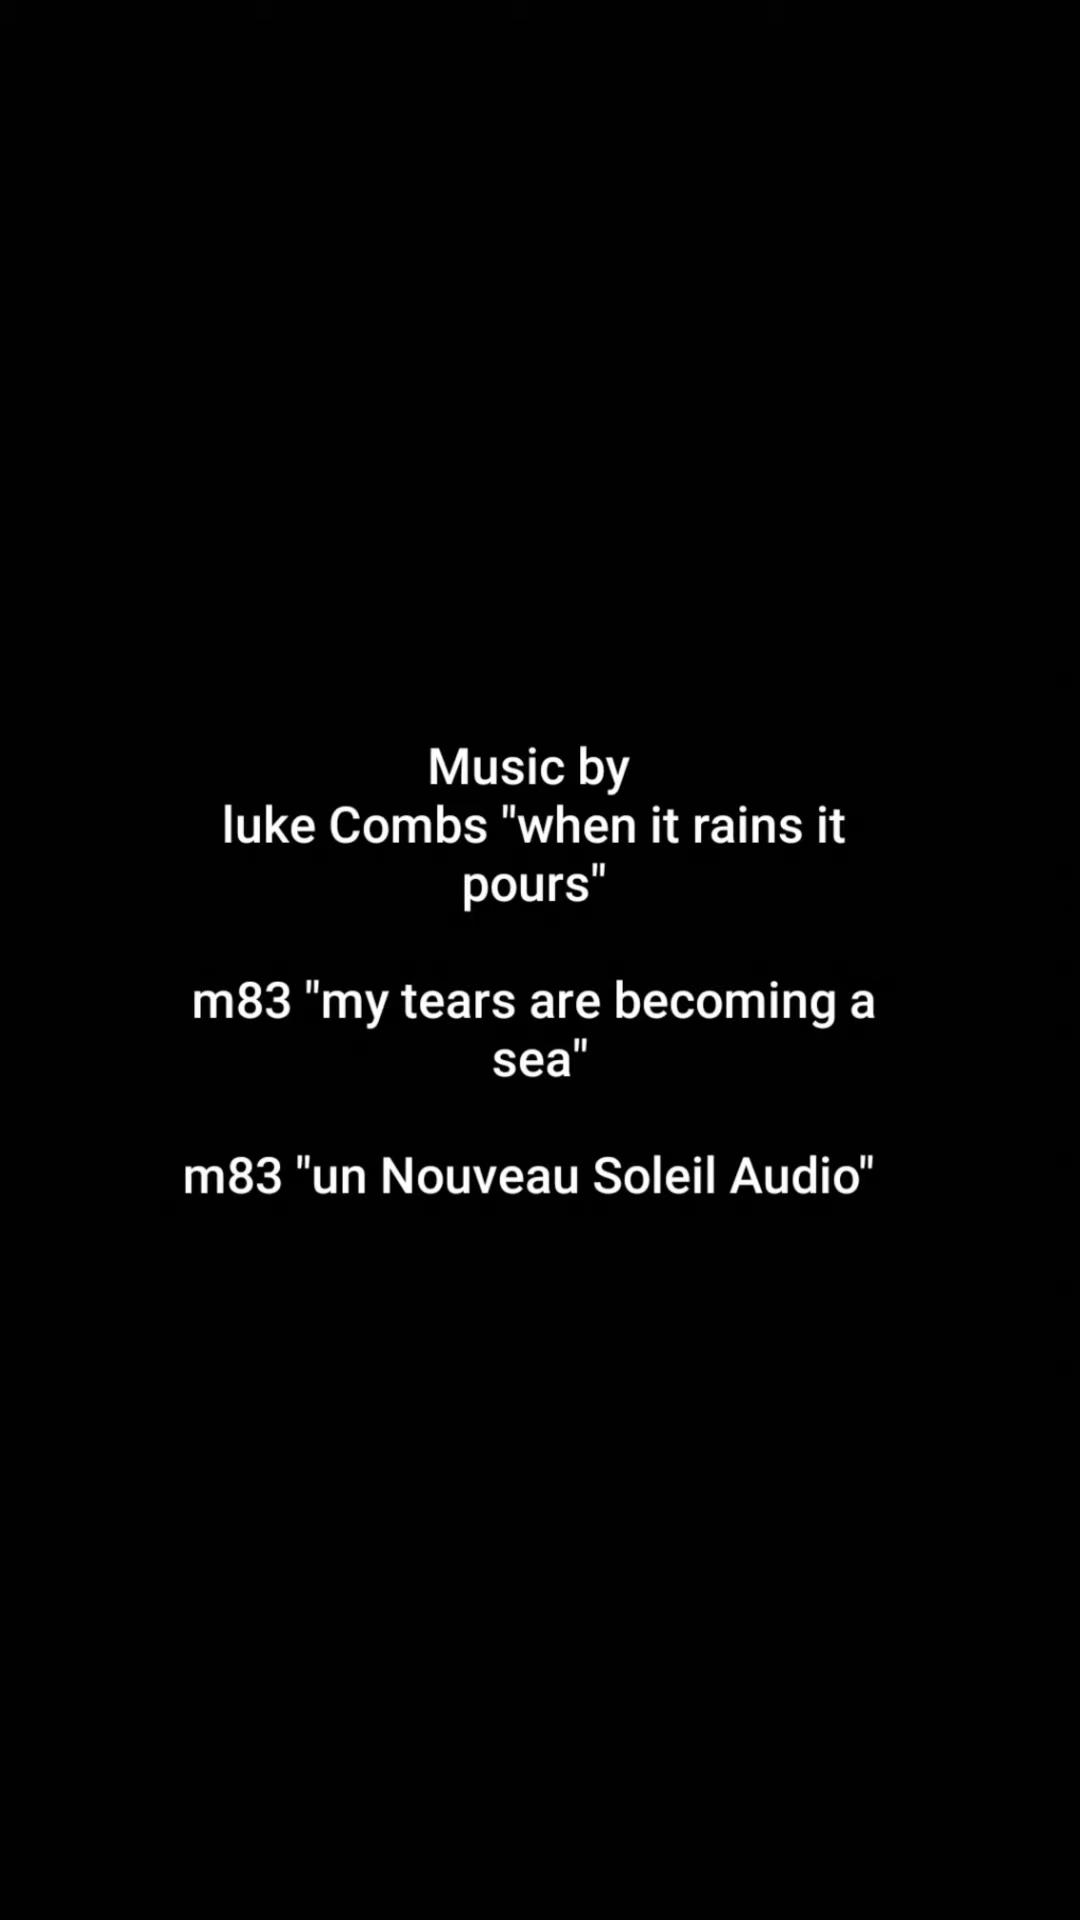 Music by
luke Combs "when it rains it
pours"
m83 "my tears are becoming a
sea"
m83 "un Nouveau Soleil Audio"